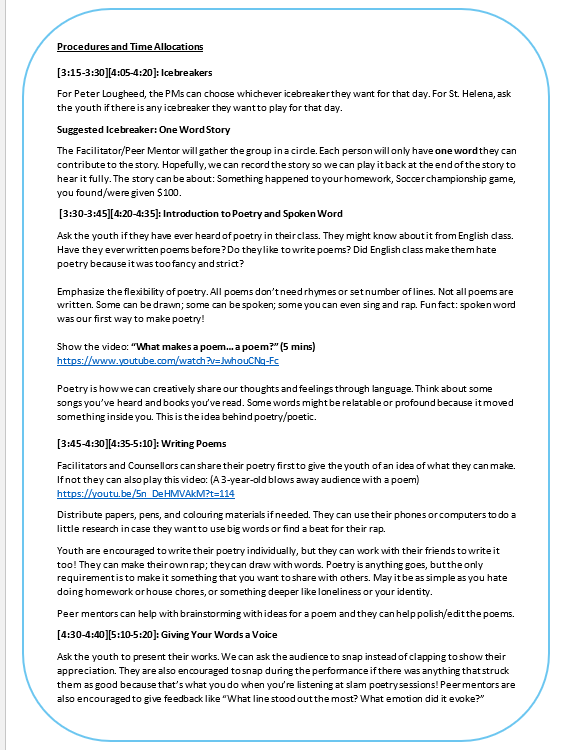 Procedures and Time Allocations
[3:15-3:30][4:05-4:20]: Icebreakers
For Peter Lougheed, the PMs can choose whichever icebreaker they want for that day. For St. Helena, ask
the youth if there is any icebreaker they want to play for that day.
Suggested Icebreaker: One Word Story
The Facilitator/Peer Mentor will gather the group in a circle. Each person will only have one word they can
contribute to the story. Hopefully, we can record the story so we can play it back at the end of the story to
hear it fully. The story can be about: Something happened to your homework, Soccer championship game,
you found/were given $100.
[3:30-3:45][4:20-4:35]: Introduction to Poetry and Spoken Word
Ask the youth if they have ever heard of poetry in their class. They might know about it from English class.
Have they ever written poems before? Do they like to write poems? Did English class make them hate
poetry because it was too fancy and strict?
Emphasize the flexibility of poetry. All poems don't need rhymes or set number of lines. Not all poems are
written. Some can be drawn; some can be spoken; some you can even sing and rap. Fun fact: spoken word
was our first way to make poetry!
Show the video: "What makes a poem... a poem?" (5 mins)
https://www.youtube.com/watch?v=JwhouCNq-Fc
Poetry is how we can creatively share our thoughts and feelings through language. Think about some
songs you've heard and books you've read. Some words might be relatable or profound because it moved
something inside you. This is the idea behind poetry/poetic.
[3:45-4:30][4:35-5:10]: Writing Poems
Facilitators and Counsellors can share their poetry first to give the youth of an idea of what they can make.
If not they can also play this video: (A 3-year-old blows away audience with a poem)
https://youtu.be/5n_DeHMVAkM?t=114
Distribute papers, pens, and colouring materials if needed. They can use their phones or computers to do a
little research in case they want to use big words or find a beat for their rap.
Youth are encouraged to write their poetry individually, but they can work with their friends to write it
too! They can make their own rap; they can draw with words. Poetry is anything goes, but the only
requirement is to make it something that you want to share with others. May it be as simple as you hate
doing homework or house chores, or something deeper like loneliness or your identity.
Peer mentors can help with brainstorming with ideas for a poem and they can help polish/edit the poems.
[4:30-4:40][5:10-5:20]: Giving Your Words a Voice
Ask the youth to present their works. We can ask the audience to snap instead of clapping to show their
appreciation. They are also encouraged to snap during the performance if there was anything that struck
them as good because that's what you do when you're listening at slam poetry sessions! Peer mentors are
also encouraged to give feedback like "What line stood out the most? What emotion did it evoke?"